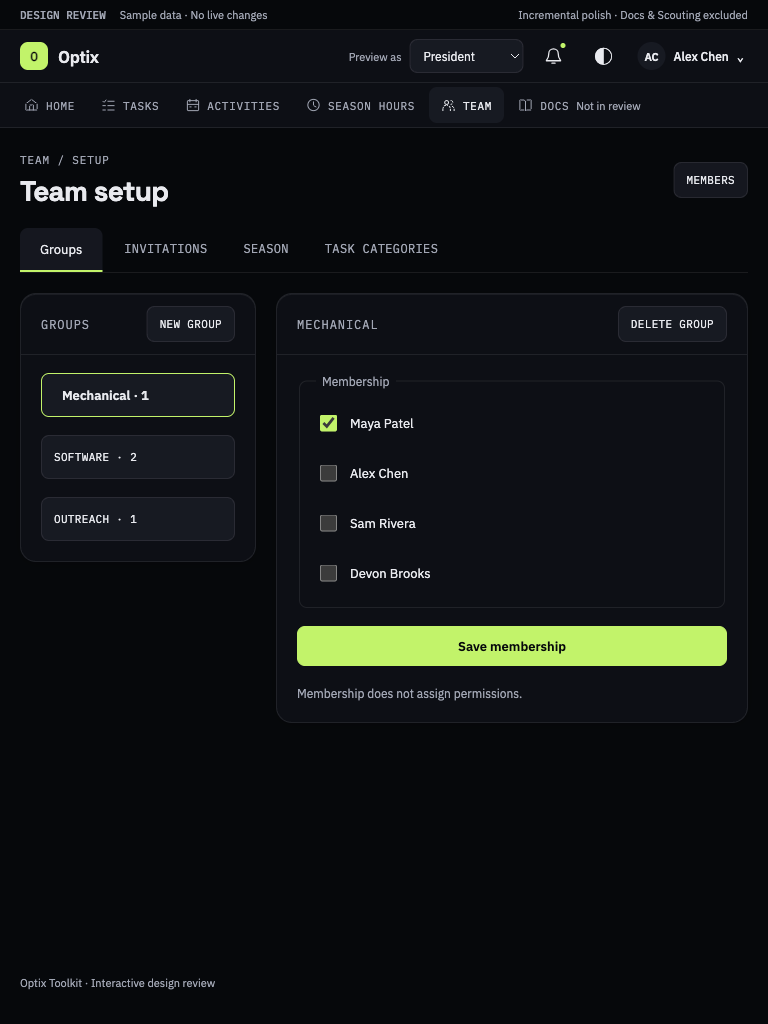 DESIGN REVIEW Sample data · No live changes Incremental polish · Docs & Scouting excluded
O Optix Preview as President AC Alex Chen
HOME TASKS ACTIVITIES SEASON HOURS TEAM DOCS Not in review
TEAM / SETUP
Team setup
MEMBERS
Groups INVITATIONS SEASON TASK CATEGORIES
GROUPS NEW GROUP
Mechanical · 1
SOFTWARE · 2
OUTREACH · 1
MECHANICAL DELETE GROUP
Membership
Maya Patel
Alex Chen
Sam Rivera
Devon Brooks
Save membership
Membership does not assign permissions.
Optix Toolkit · Interactive design review